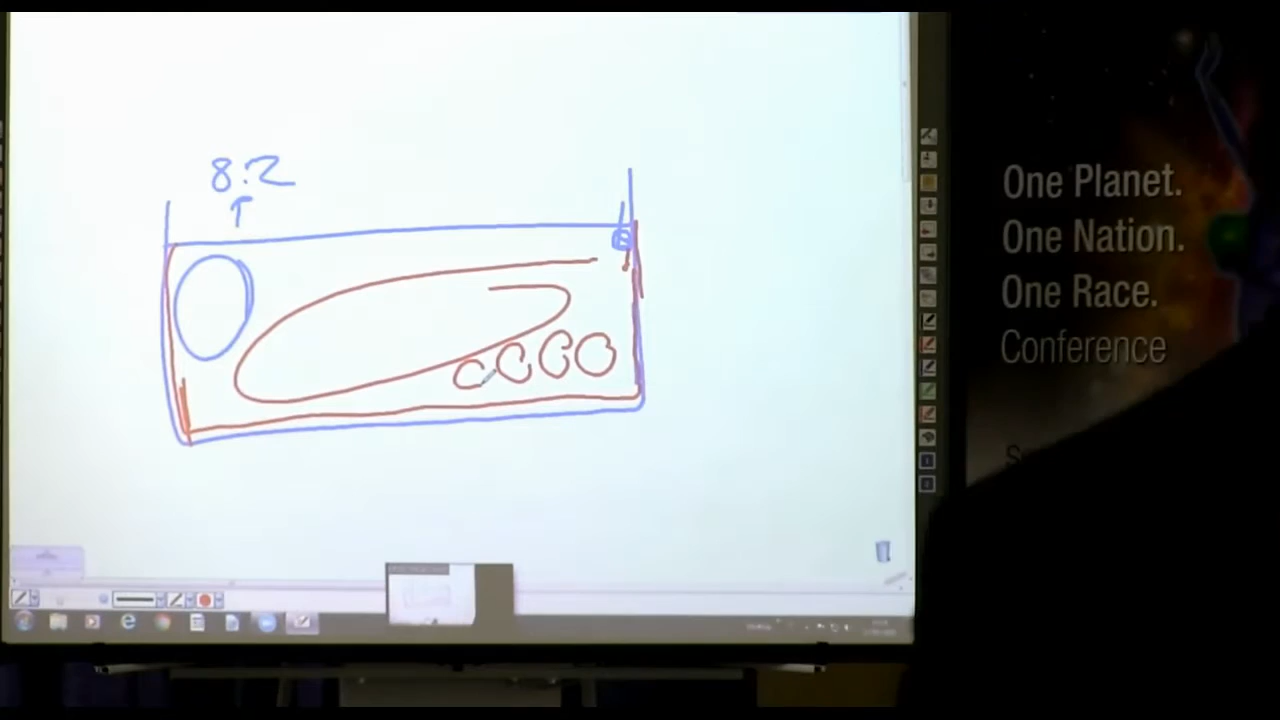 8.2
One Planet.
One Nation.
One Race.
Conference